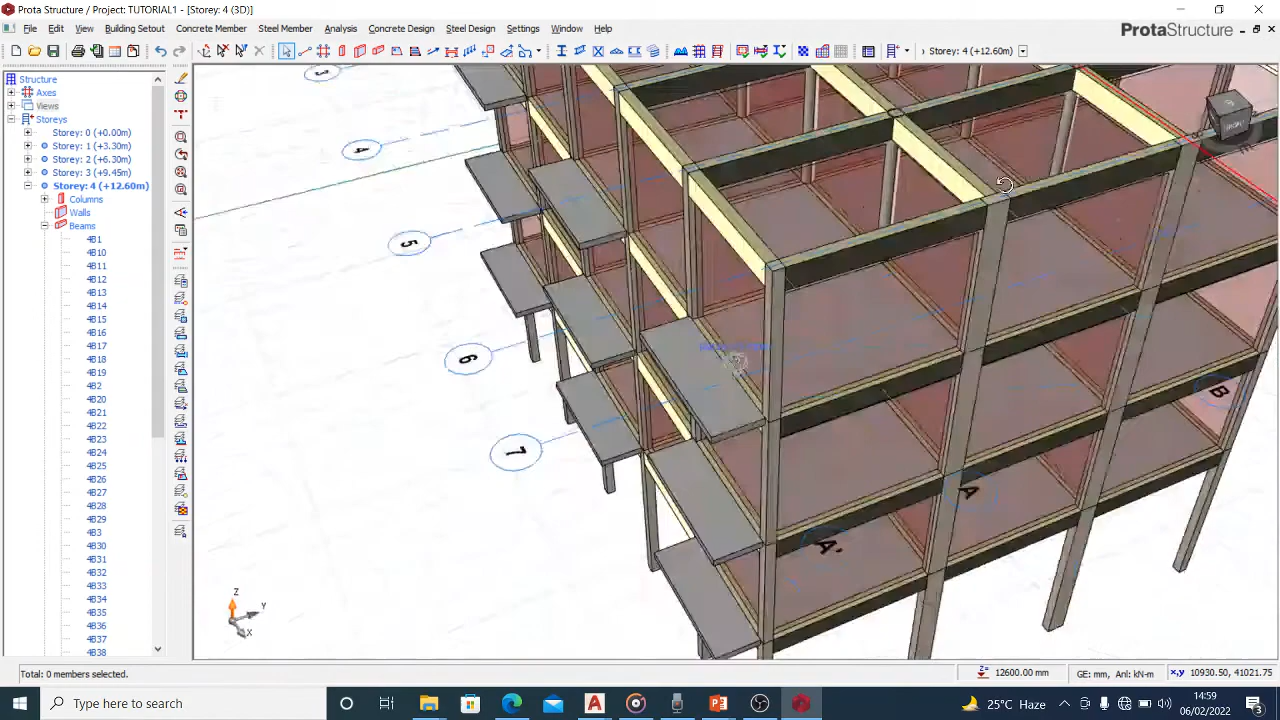 Prota Structure / Project: TUTORIAL1 - [Storey: 4 (3D)]
File Edit View Building Setout Concrete Member Steel Member Analysis Concrete Design Steel Design Settings Window Help
ProtaStructure
Storey: 4 (+12.60m)
Structure
Axes
Views
Storeys
Storey: 0 (+0.00m)
Storey: 1 (+3.30m)
Storey: 2 (+6.30m)
Storey: 3 (+9.45m)
Storey: 4 (+12.60m)
Columns
Walls
Beams
4B1
4B10
4B11
4B12
4B13
4B14
4B15
4B16
4B17
4B18
4B19
4B2
4B20
4B21
4B22
4B23
4B24
4B25
4B26
4B27
4B28
4B29
4B3
4B30
4B31
4B32
4B33
4B34
4B35
4B36
4B37
4B38
3
4
5
6
7
A'
A
B
Z
Y
X
Total: 0 members selected.
Z= 12600.00 mm
GE: mm, Anl: kN-m
x,y 10930.50, 41021.75
Type here to search
25°C Haze
14:59
06/02/2022
3